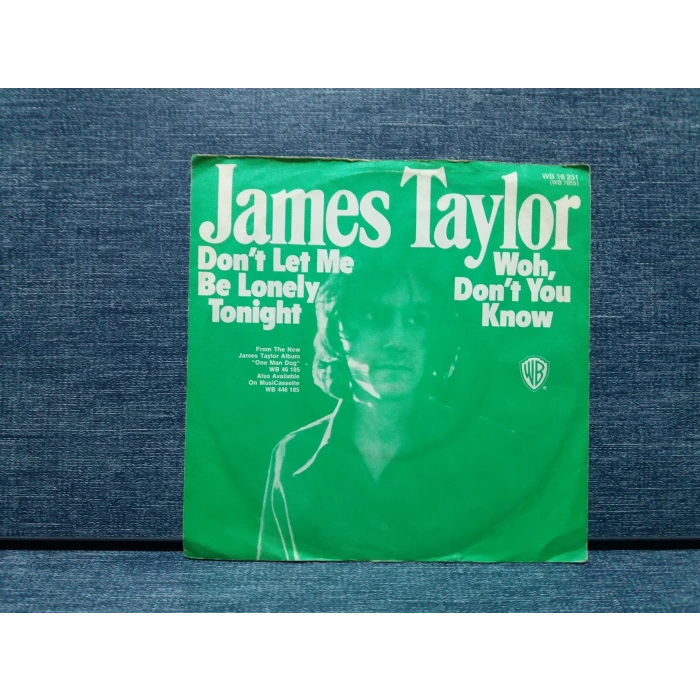 WB 16 231
(WB 7655)
James Taylor
Don't Let Me
Be Lonely
Tonight
Woh,
Don't You
Know
From The New
James Taylor Album
"One Man Dog"
WB 46 185
Also Available
On MusiCassette
WB 446 185
WB